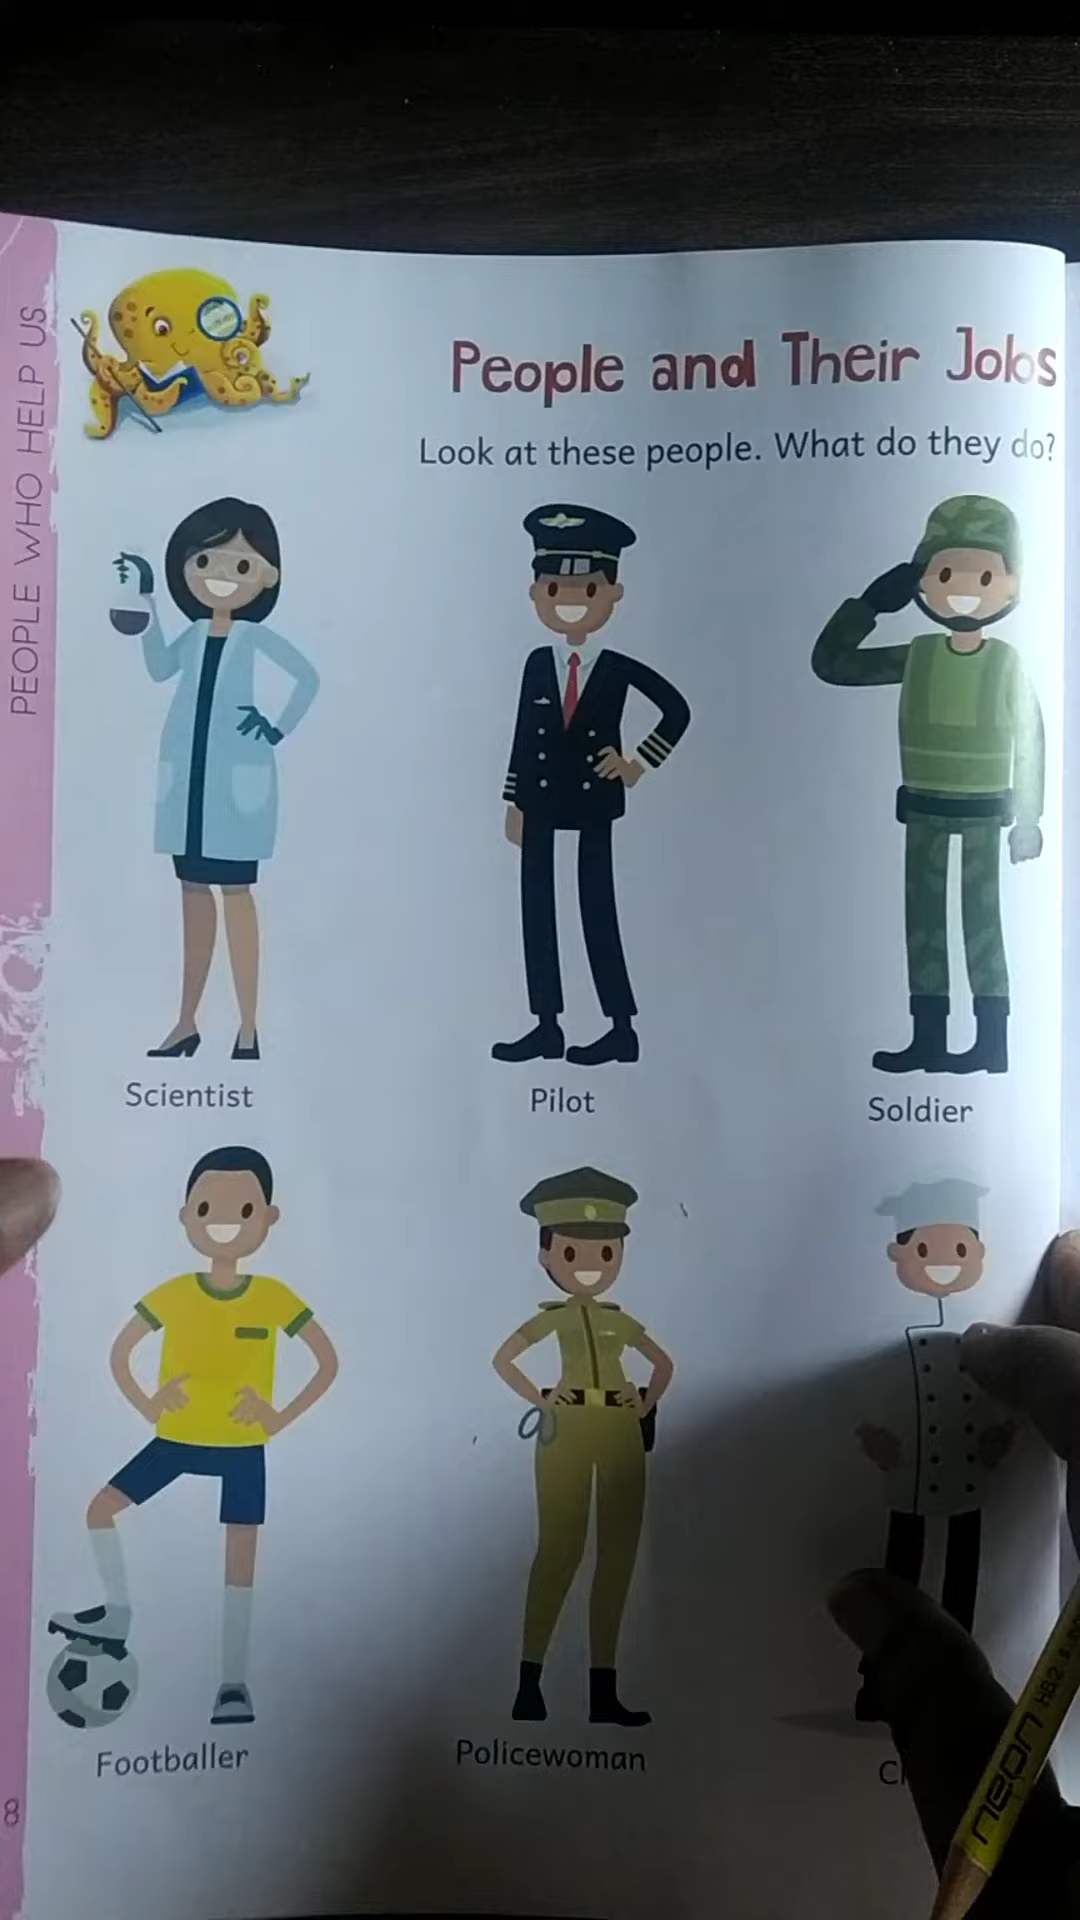 People and Their Jobs
Look at these people. What do they do?
PEOPLE WHO HELP US
Scientist
Pilot
Soldier
Footballer
Policewoman
8
neon HB2